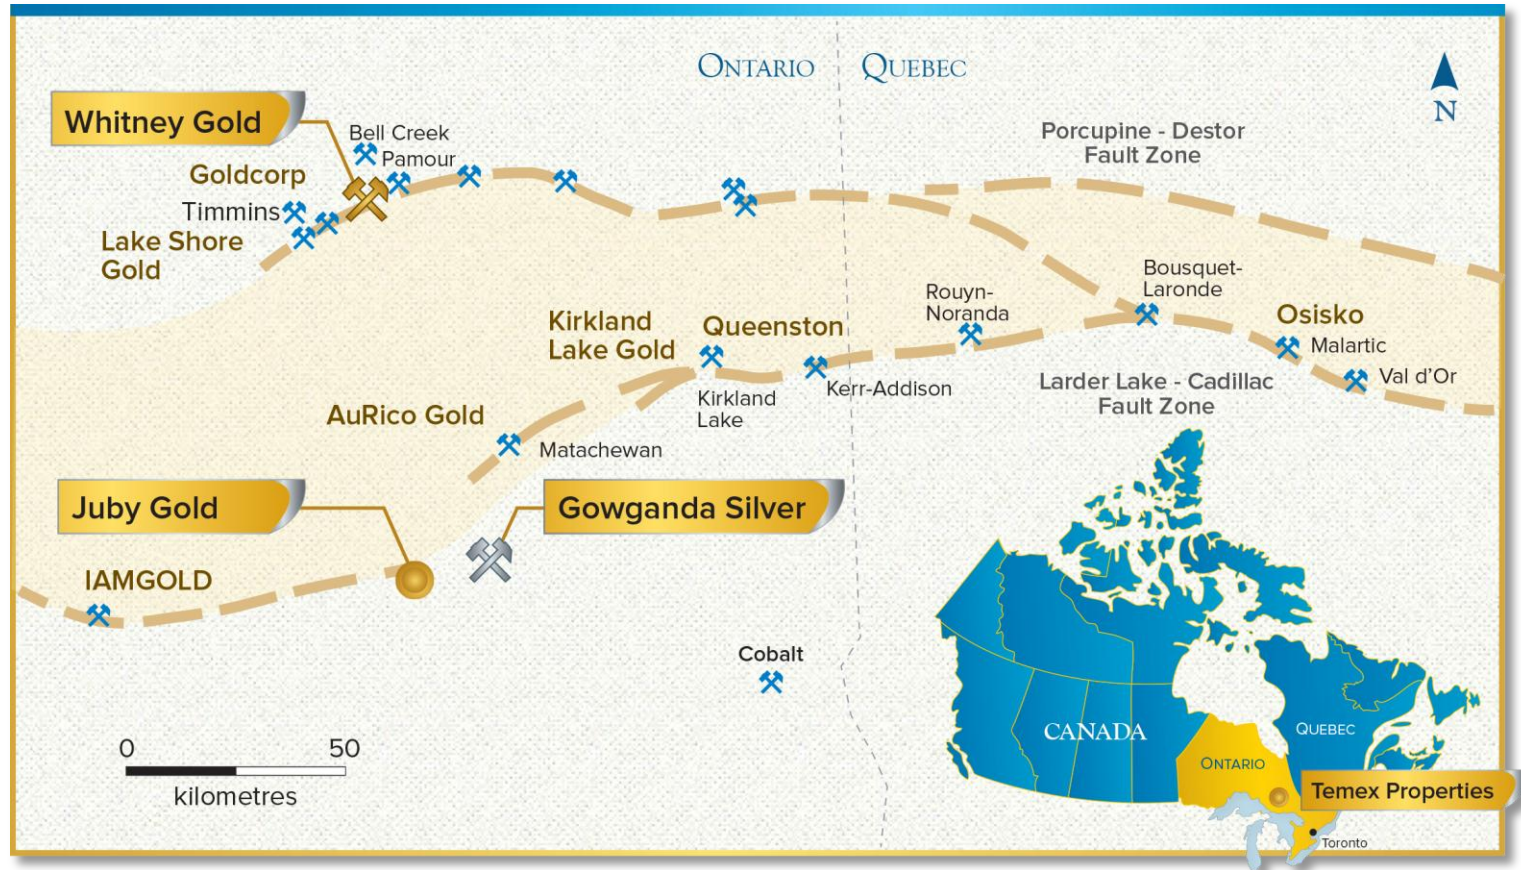 ONTARIO
QUEBEC
N
Whitney Gold
Bell Creek
Pamour
Porcupine - Destor
Fault Zone
Goldcorp
Timmins
Lake Shore
Gold
Bousquet-
Laronde
Rouyn-
Noranda
Kirkland
Lake Gold
Queenston
Osisko
Malartic
Val d'Or
Kerr-Addison
Kirkland
Lake
Larder Lake - Cadillac
Fault Zone
AuRico Gold
Matachewan
Juby Gold
Gowganda Silver
IAMGOLD
Cobalt
0
50
kilometres
CANADA
QUEBEC
ONTARIO
Temex Properties
Toronto